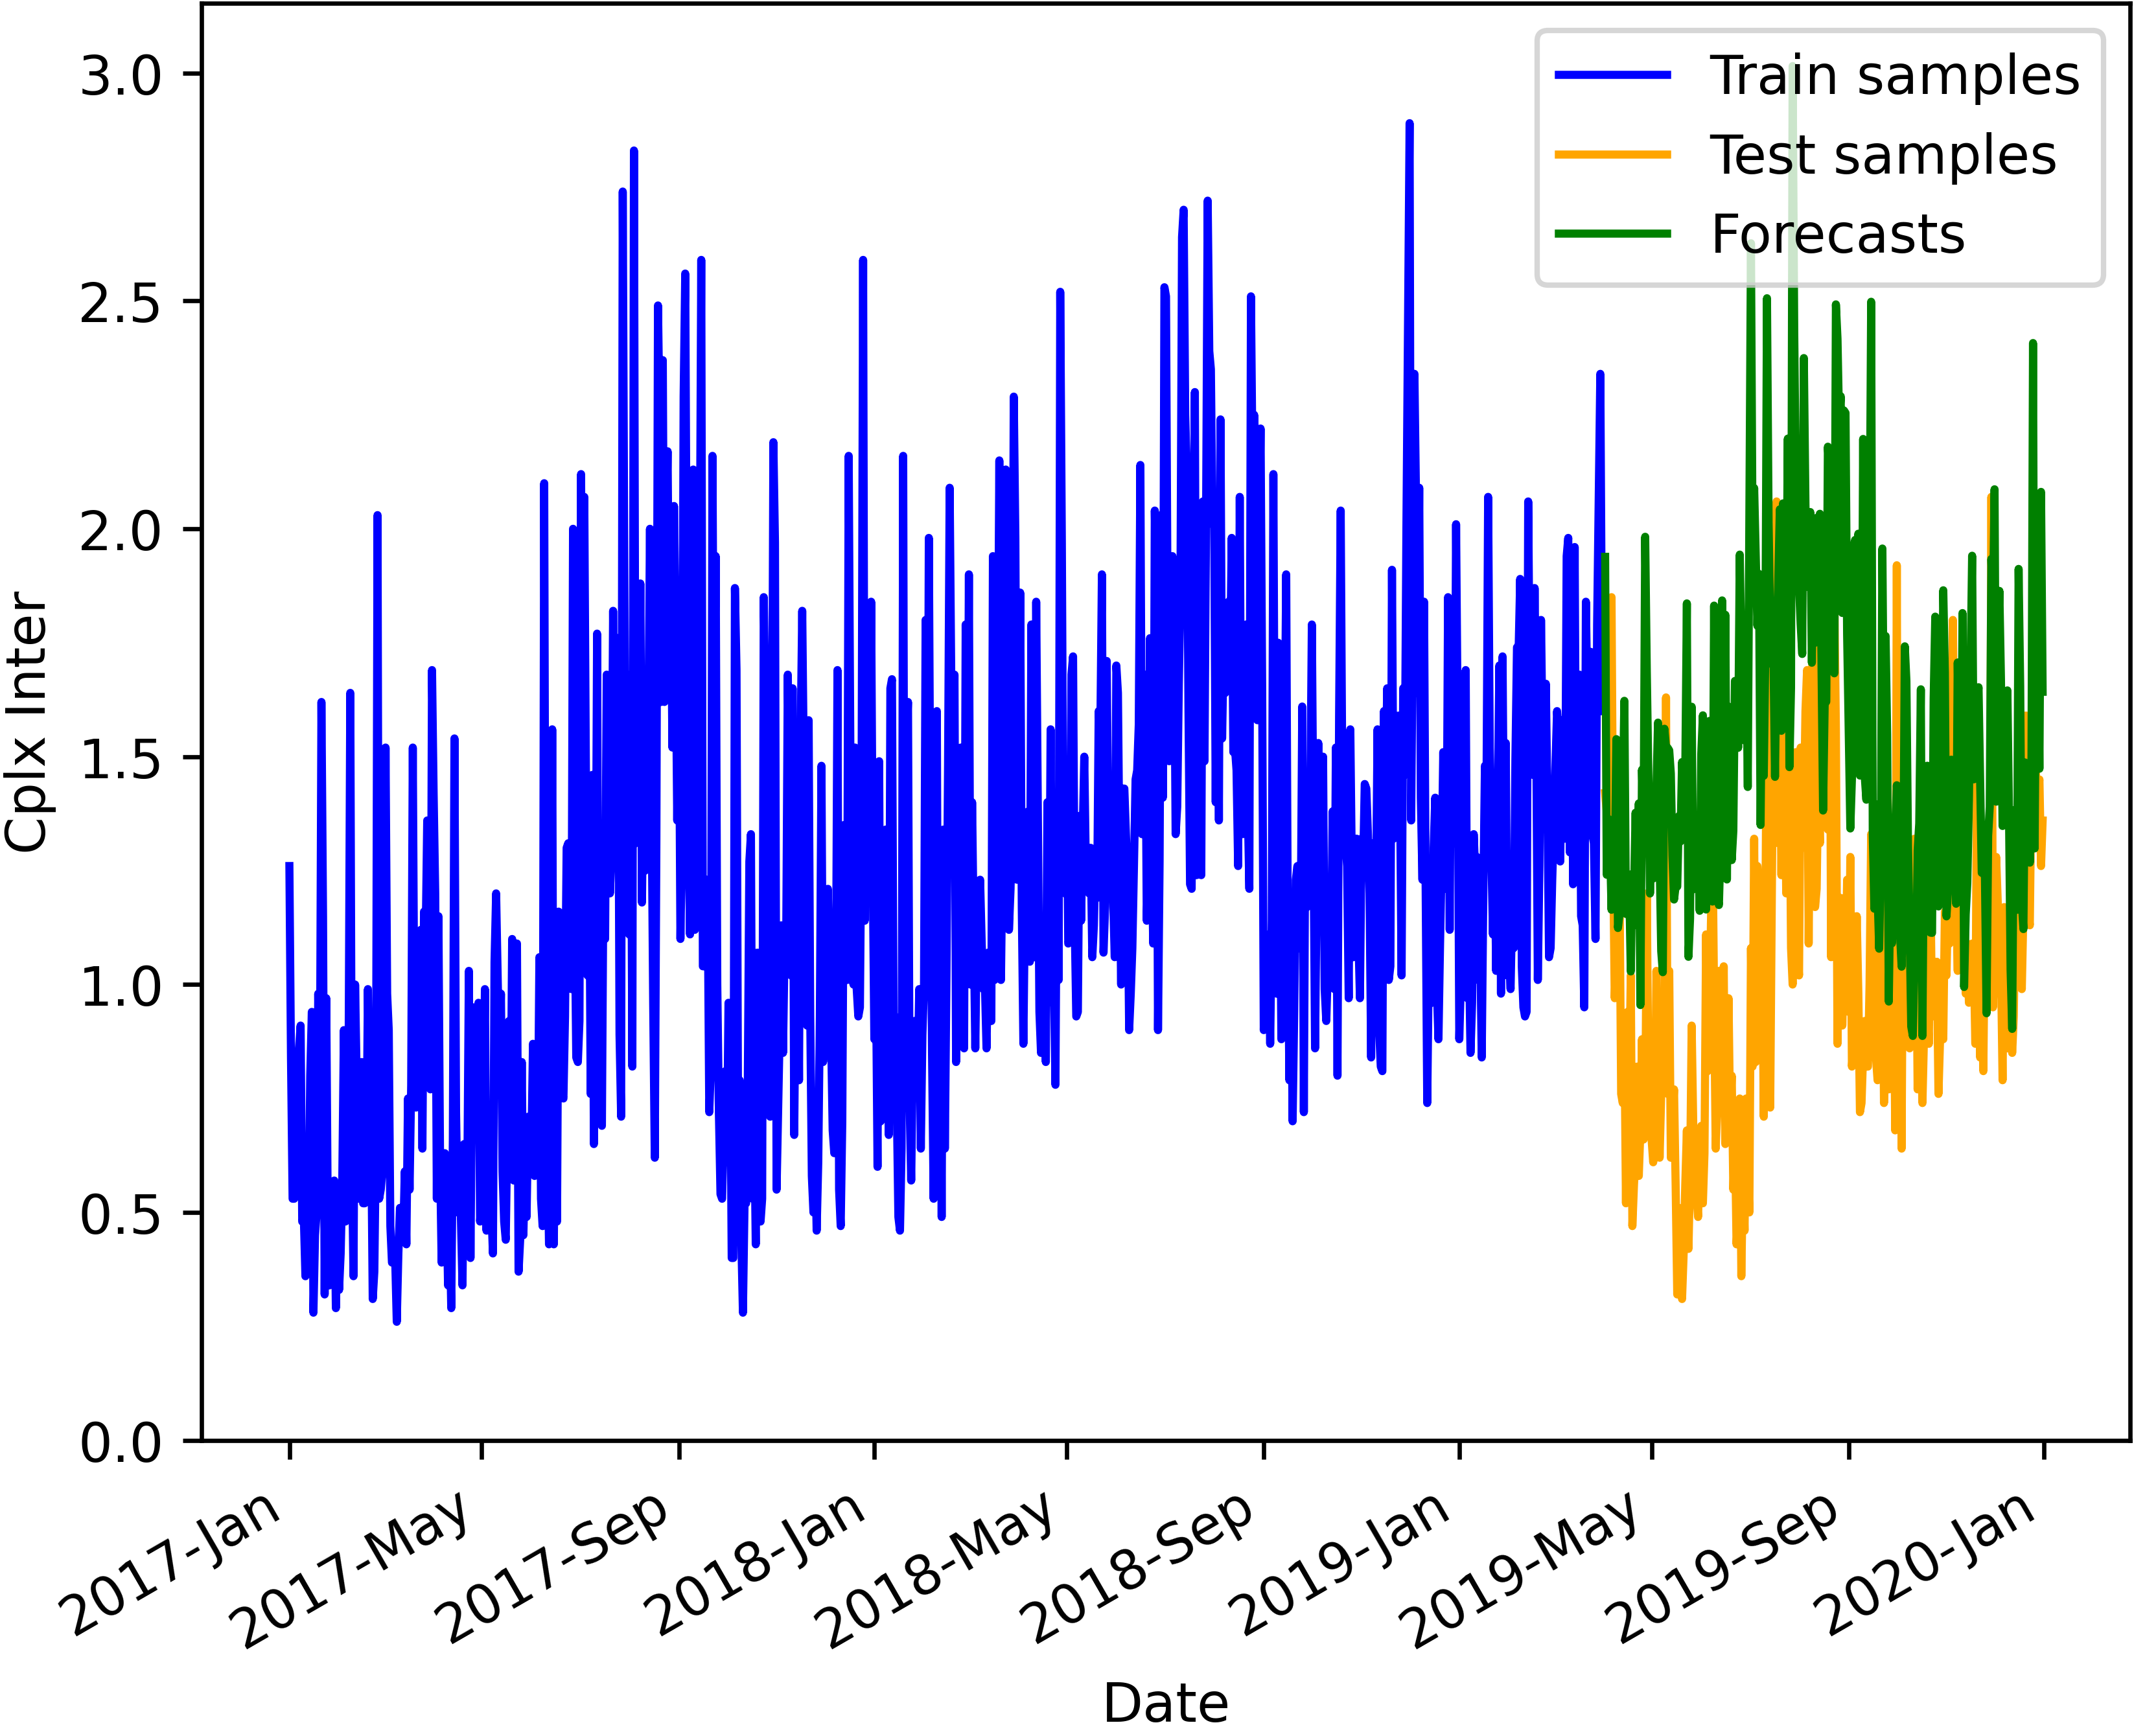 3.0
2.5
2.0
1.5
1.0
0.5
0.0
Cplx Inter
Train samples
Test samples
Forecasts
2017-Jan
2017-May
2017-Sep
2018-Jan
2018-May
2018-Sep
2019-Jan
2019-May
2019-Sep
2020-Jan
Date